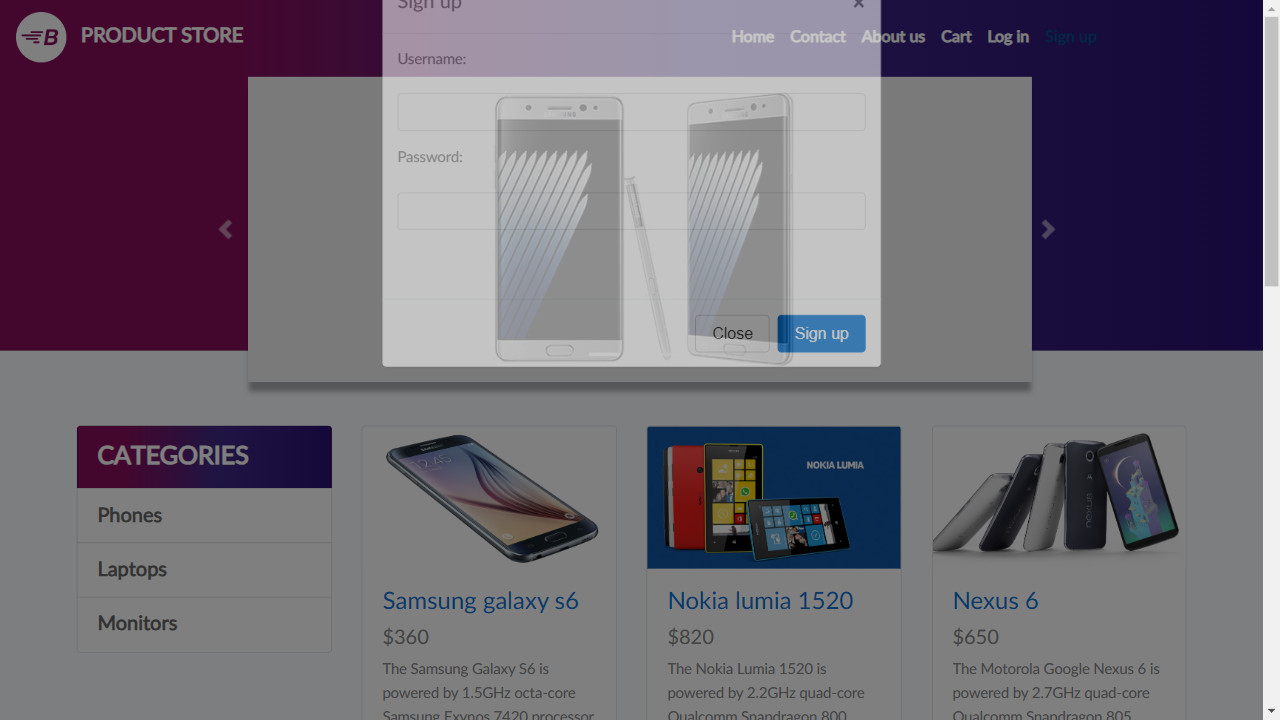 Sign up
×
B
PRODUCT STORE
Home
Contact
About us
Cart
Log in
Sign up
Username:
SAMSUNG
Password:
Close
Sign up
CATEGORIES
Phones
Laptops
Monitors
12:45
NOKIA LUMIA
nexus
Samsung galaxy s6
$360
The Samsung Galaxy S6 is
powered by 1.5GHz octa-core
Samsung Exynos 7420 processor
Nokia lumia 1520
$820
The Nokia Lumia 1520 is
powered by 2.2GHz quad-core
Qualcomm Snapdragon 800
Nexus 6
$650
The Motorola Google Nexus 6 is
powered by 2.7GHz quad-core
Qualcomm Snapdragon 805